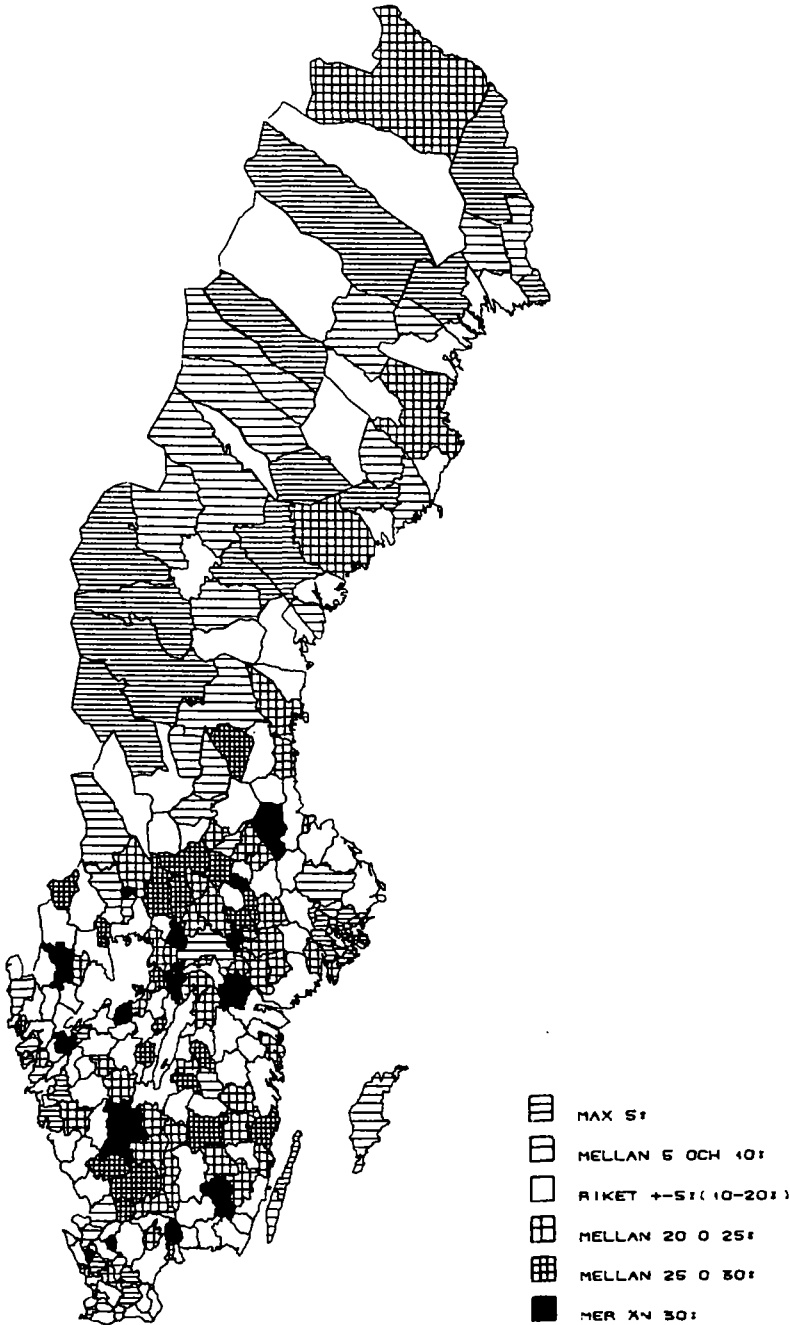 MAX 5%
MELLAN 5 OCH 10%
RIKET +-5%(10-20%)
MELLAN 20 O 25%
MELLAN 25 O 30%
MER ÄN 30%